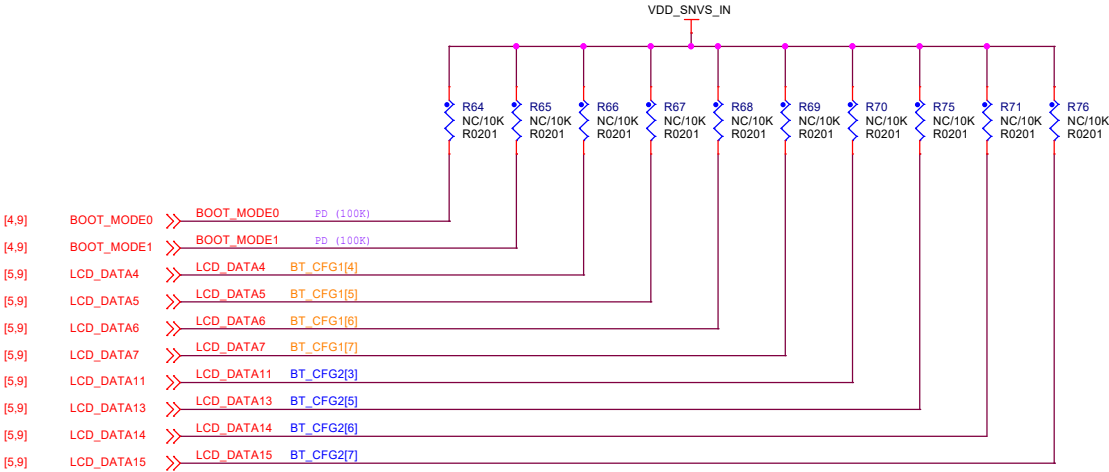 VDD_SNVS_IN
R64 R65 R66 R67 R68 R69 R70 R75 R71 R76
NC/10K NC/10K NC/10K NC/10K NC/10K NC/10K NC/10K NC/10K NC/10K NC/10K
R0201 R0201 R0201 R0201 R0201 R0201 R0201 R0201 R0201 R0201
[4,9] BOOT_MODE0 BOOT_MODE0 PD (100K)
[4,9] BOOT_MODE1 BOOT_MODE1 PD (100K)
[5,9] LCD_DATA4 LCD_DATA4 BT_CFG1[4]
[5,9] LCD_DATA5 LCD_DATA5 BT_CFG1[5]
[5,9] LCD_DATA6 LCD_DATA6 BT_CFG1[6]
[5,9] LCD_DATA7 LCD_DATA7 BT_CFG1[7]
[5,9] LCD_DATA11 LCD_DATA11 BT_CFG2[3]
[5,9] LCD_DATA13 LCD_DATA13 BT_CFG2[5]
[5,9] LCD_DATA14 LCD_DATA14 BT_CFG2[6]
[5,9] LCD_DATA15 LCD_DATA15 BT_CFG2[7]